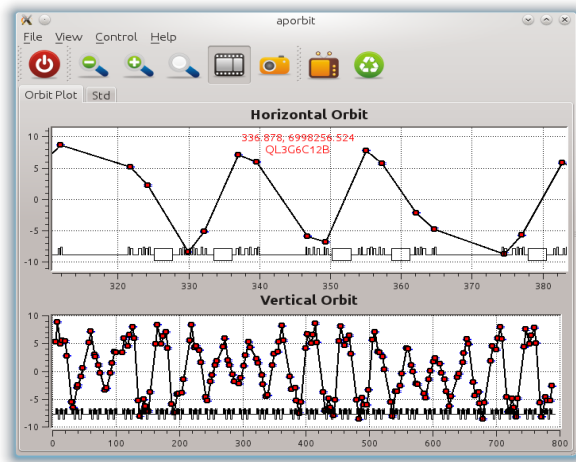 aporbit
File View Control Help
Orbit Plot Std
Horizontal Orbit
336.878, 6998256.524
QL3G6C12B
10
5
0
-5
-10
320 330 340 350 360 370 380
Vertical Orbit
10
5
0
-5
-10
0 100 200 300 400 500 600 700 800